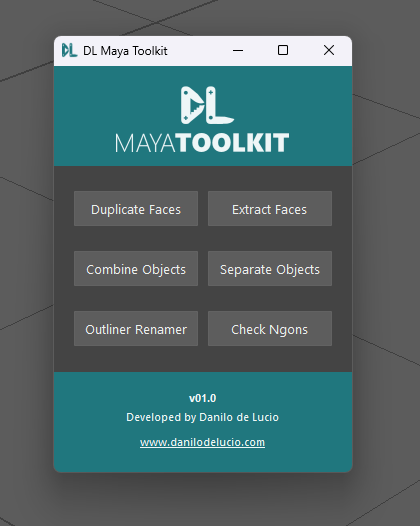 DL Maya Toolkit
DL
MAYATOOLKIT
Duplicate Faces Extract Faces
Combine Objects Separate Objects
Outliner Renamer Check Ngons
v01.0
Developed by Danilo de Lucio
www.danilodelucio.com